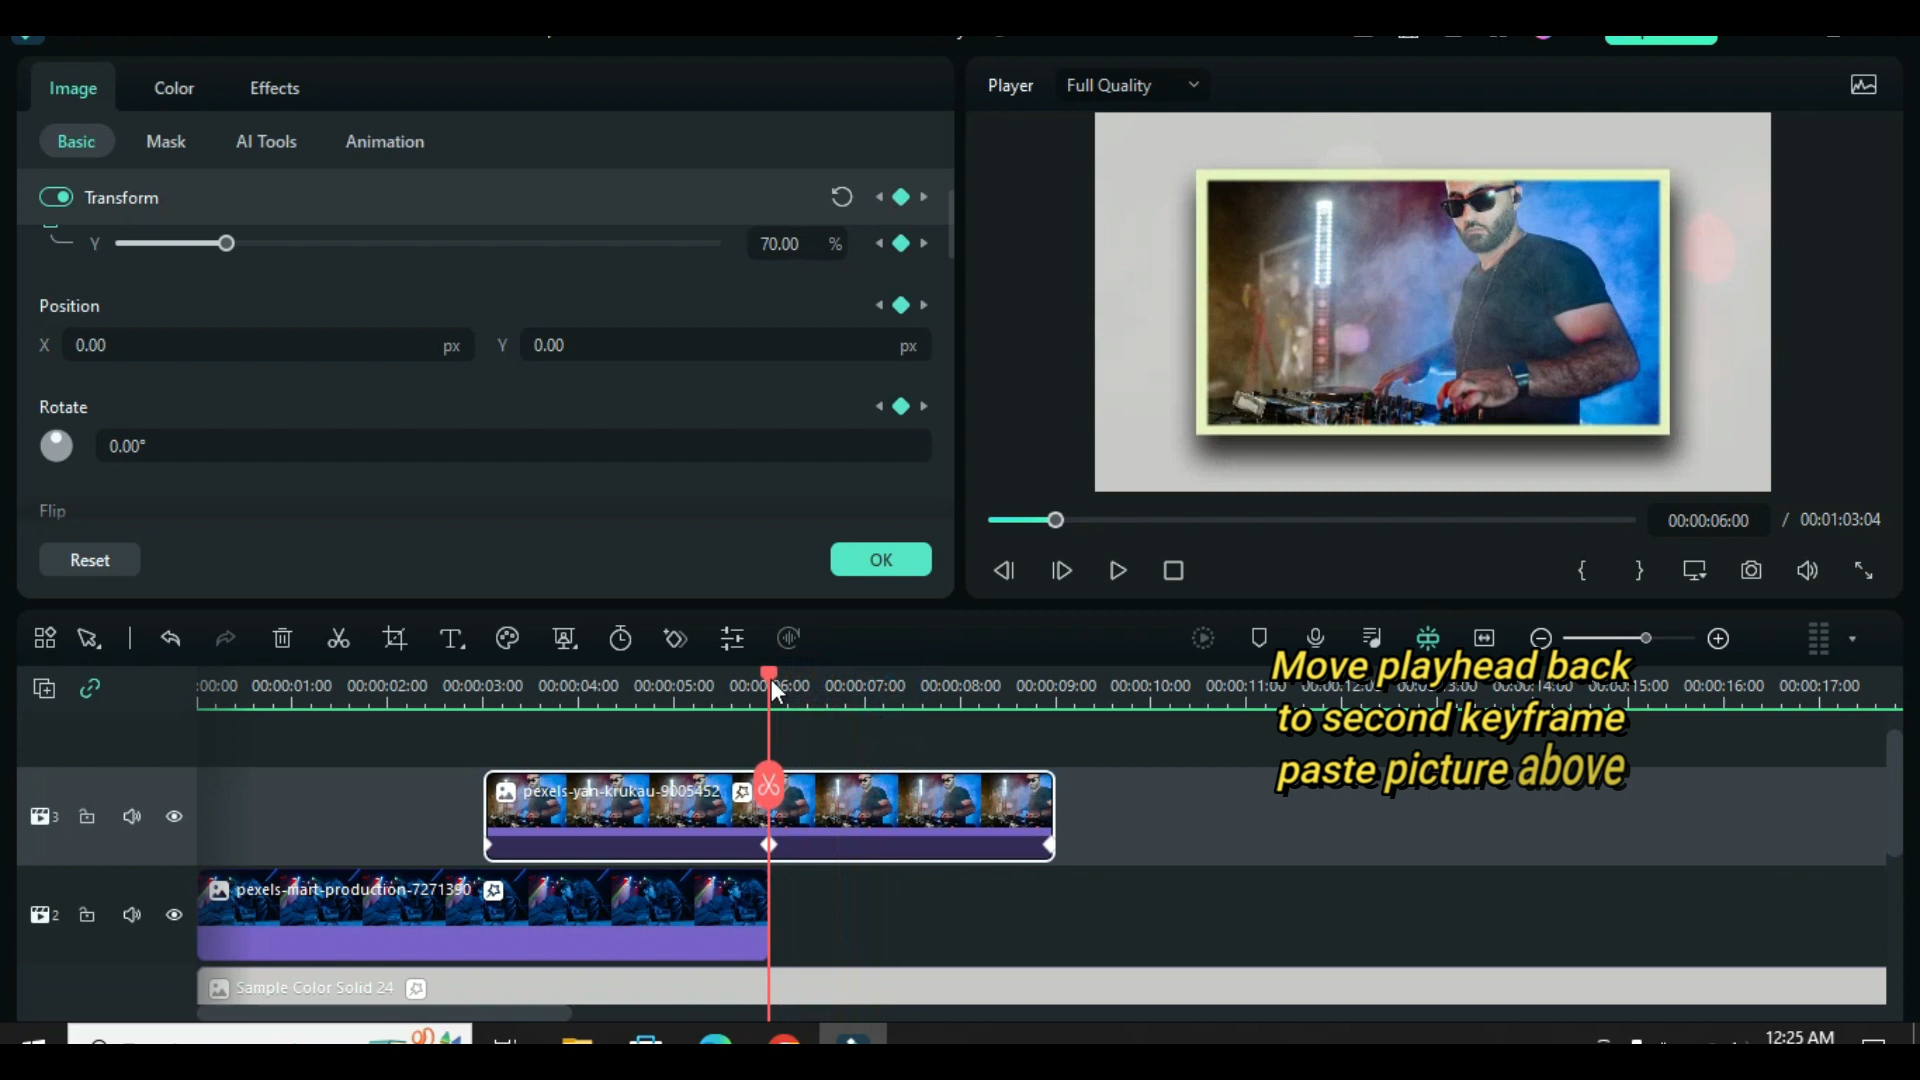 Image Color Effects
Basic Mask AI Tools Animation
Transform
Y 70.00 %
Position
X 0.00 px Y 0.00 px
Rotate
0.00°
Flip
Reset OK
Player Full Quality
00:00:06:00 / 00:01:03:04
:00:00 00:00:01:00 00:00:02:00 00:00:03:00 00:00:04:00 00:00:05:00 00:00:06:00 00:00:07:00 00:00:08:00 00:00:09:00 00:00:10:00 00:00:11:00 00:00:12:00 00:00:13:00 00:00:14:00 00:00:15:00 00:00:16:00 00:00:17:00
Move playhead back
to second keyframe
paste picture above
3 pexels-yan-krukau-9005452
2 pexels-mart-production-7271390
Sample Color Solid 24
12:25 AM